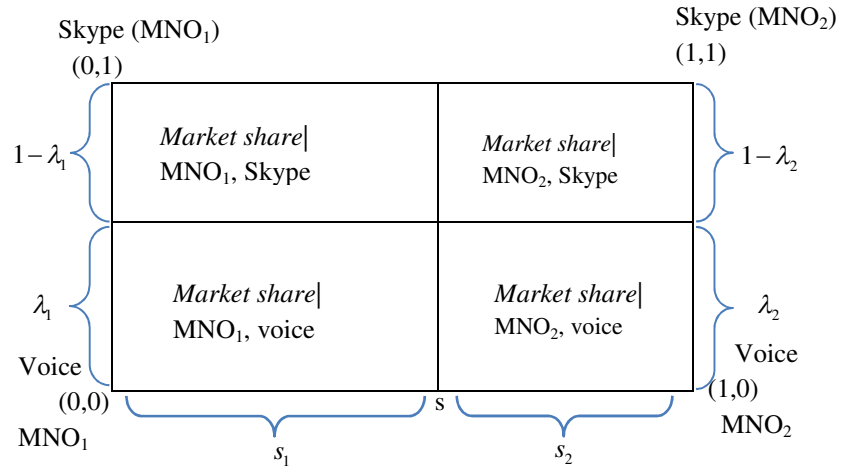 Skype (MNO₁)
(0,1)
Skype (MNO₂)
(1,1)
1 – λ₁
Market share|
MNO₁, Skype
Market share|
MNO₂, Skype
1 – λ₂
λ₁
Market share|
MNO₁, voice
Market share|
MNO₂, voice
λ₂
Voice
(0,0)
MNO₁
s₁
s
s₂
Voice
(1,0)
MNO₂